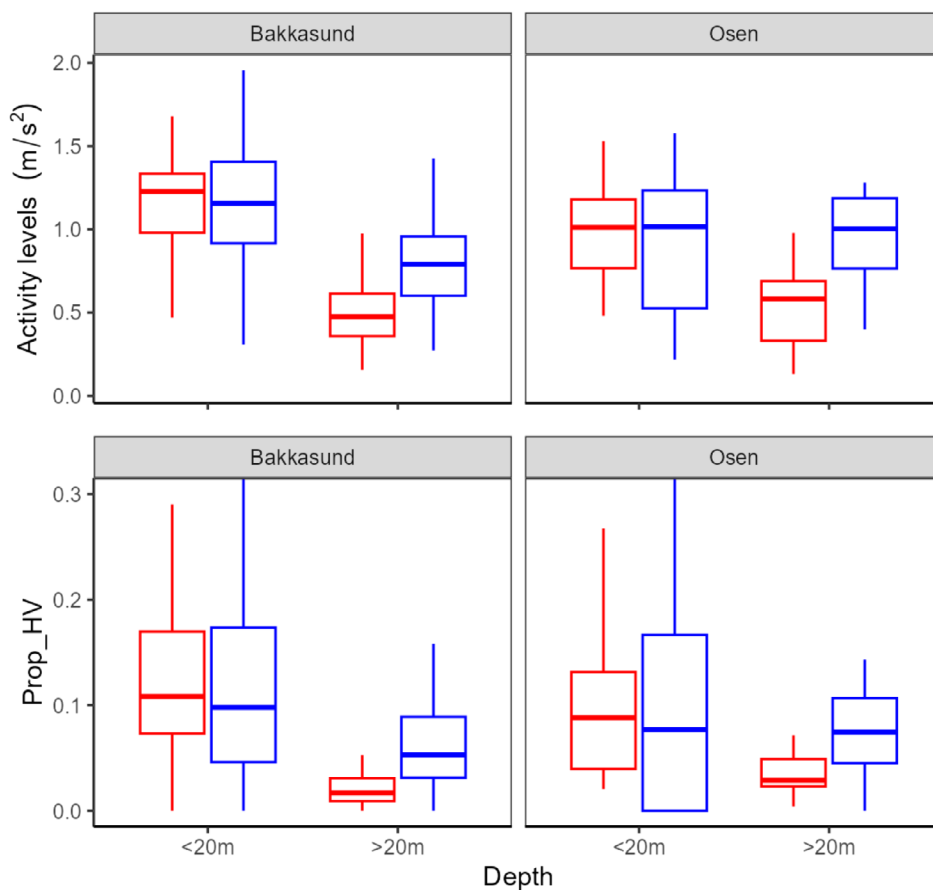 Bakkasund Osen
Activity levels (m/s²)
2.0
1.5
1.0
0.5
0.0
Bakkasund Osen
Prop_HV
0.3
0.2
0.1
0.0
<20m >20m <20m >20m
Depth